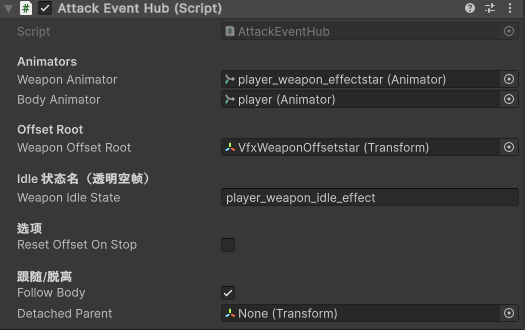 Attack Event Hub (Script)
Script AttackEventHub
Animators
Weapon Animator player_weapon_effectstar (Animator)
Body Animator player (Animator)
Offset Root
Weapon Offset Root VfxWeaponOffsetstar (Transform)
Idle 状态名（透明空帧）
Weapon Idle State player_weapon_idle_effect
选项
Reset Offset On Stop
跟随/脱离
Follow Body
Detached Parent None (Transform)